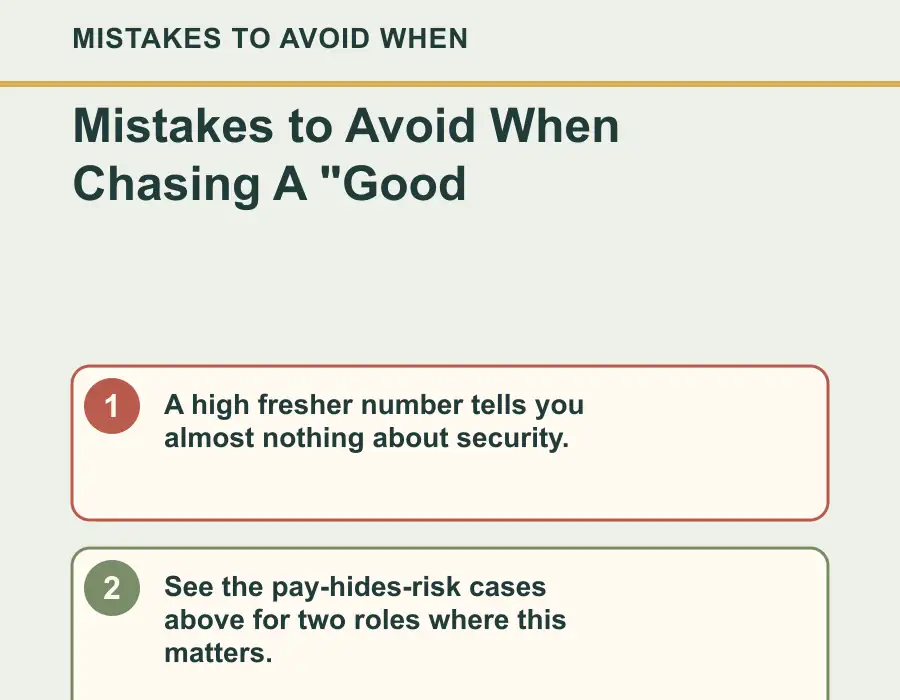 MISTAKES TO AVOID WHEN
Mistakes to Avoid When
Chasing A "Good
1
A high fresher number tells you
almost nothing about security.
2
See the pay-hides-risk cases
above for two roles where this
matters.